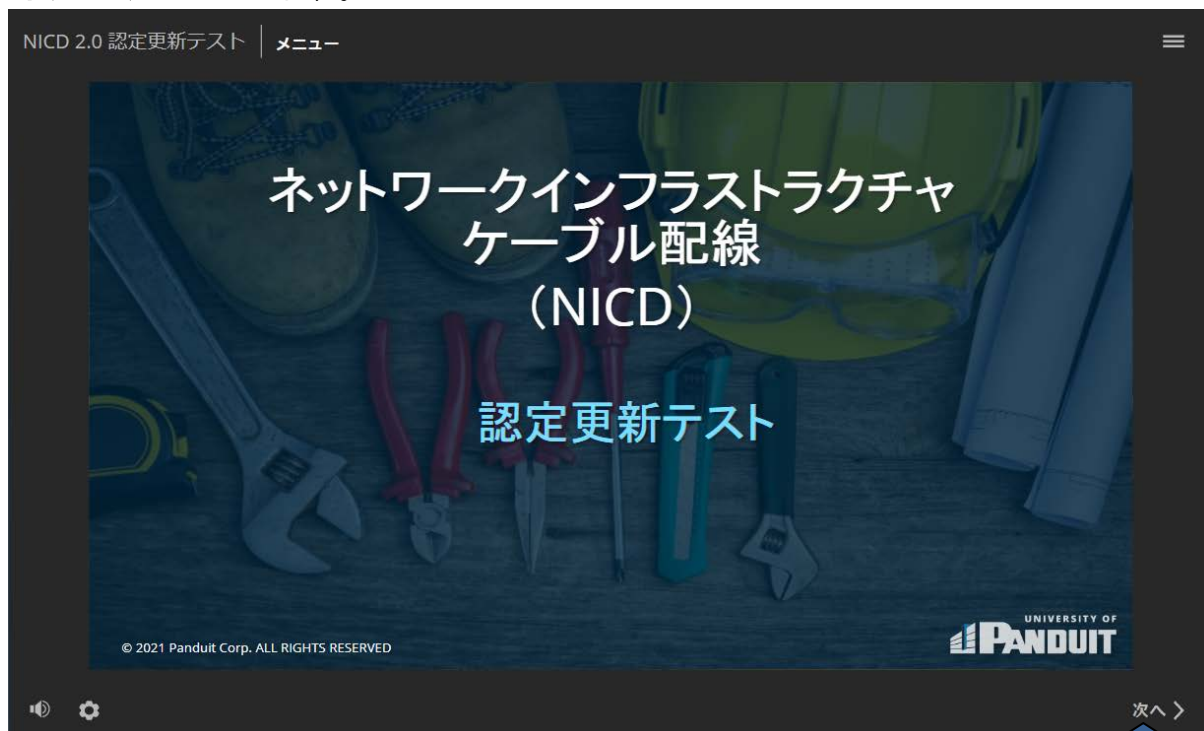 NICD 2.0 認定更新テスト メニュー
ネットワークインフラストラクチャ
ケーブル配線
（NICD）
認定更新テスト
UNIVERSITY OF
PANDUIT
© 2021 Panduit Corp. ALL RIGHTS RESERVED
次へ